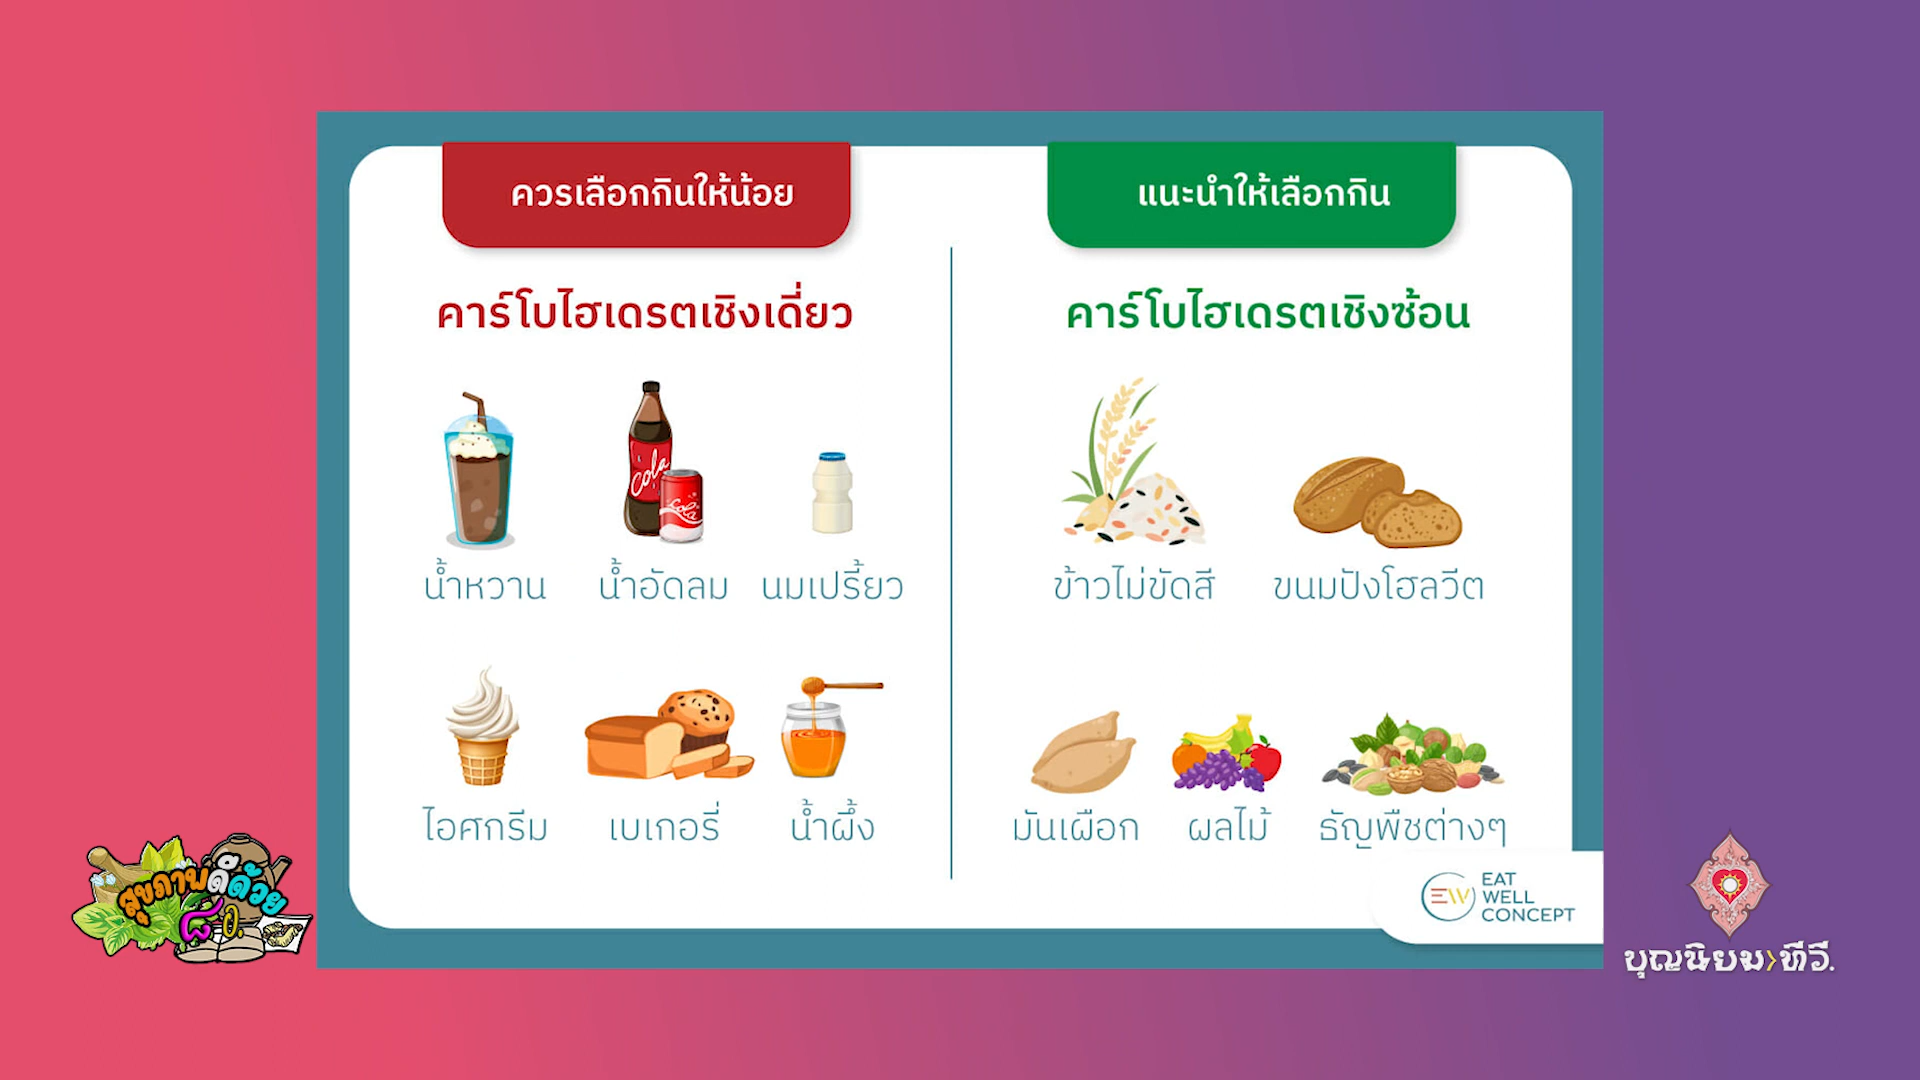 ควรเลือกกินให้น้อย
แนะนำให้เลือกกิน
คาร์โบไฮเดรตเชิงเดี่ยว
คาร์โบไฮเดรตเชิงซ้อน
Cola
Cola
น้ำหวาน
น้ำอัดลม
นมเปรี้ยว
ข้าวไม่ขัดสี
ขนมปังโฮลวีต
ไอศกรีม
เบเกอรี่
น้ำผึ้ง
มันเผือก
ผลไม้
ธัญพืชต่างๆ
EW
EAT
WELL
CONCEPT
สุขภาพดีด้วย
๘ อ.
บุญนิยมทีวี.